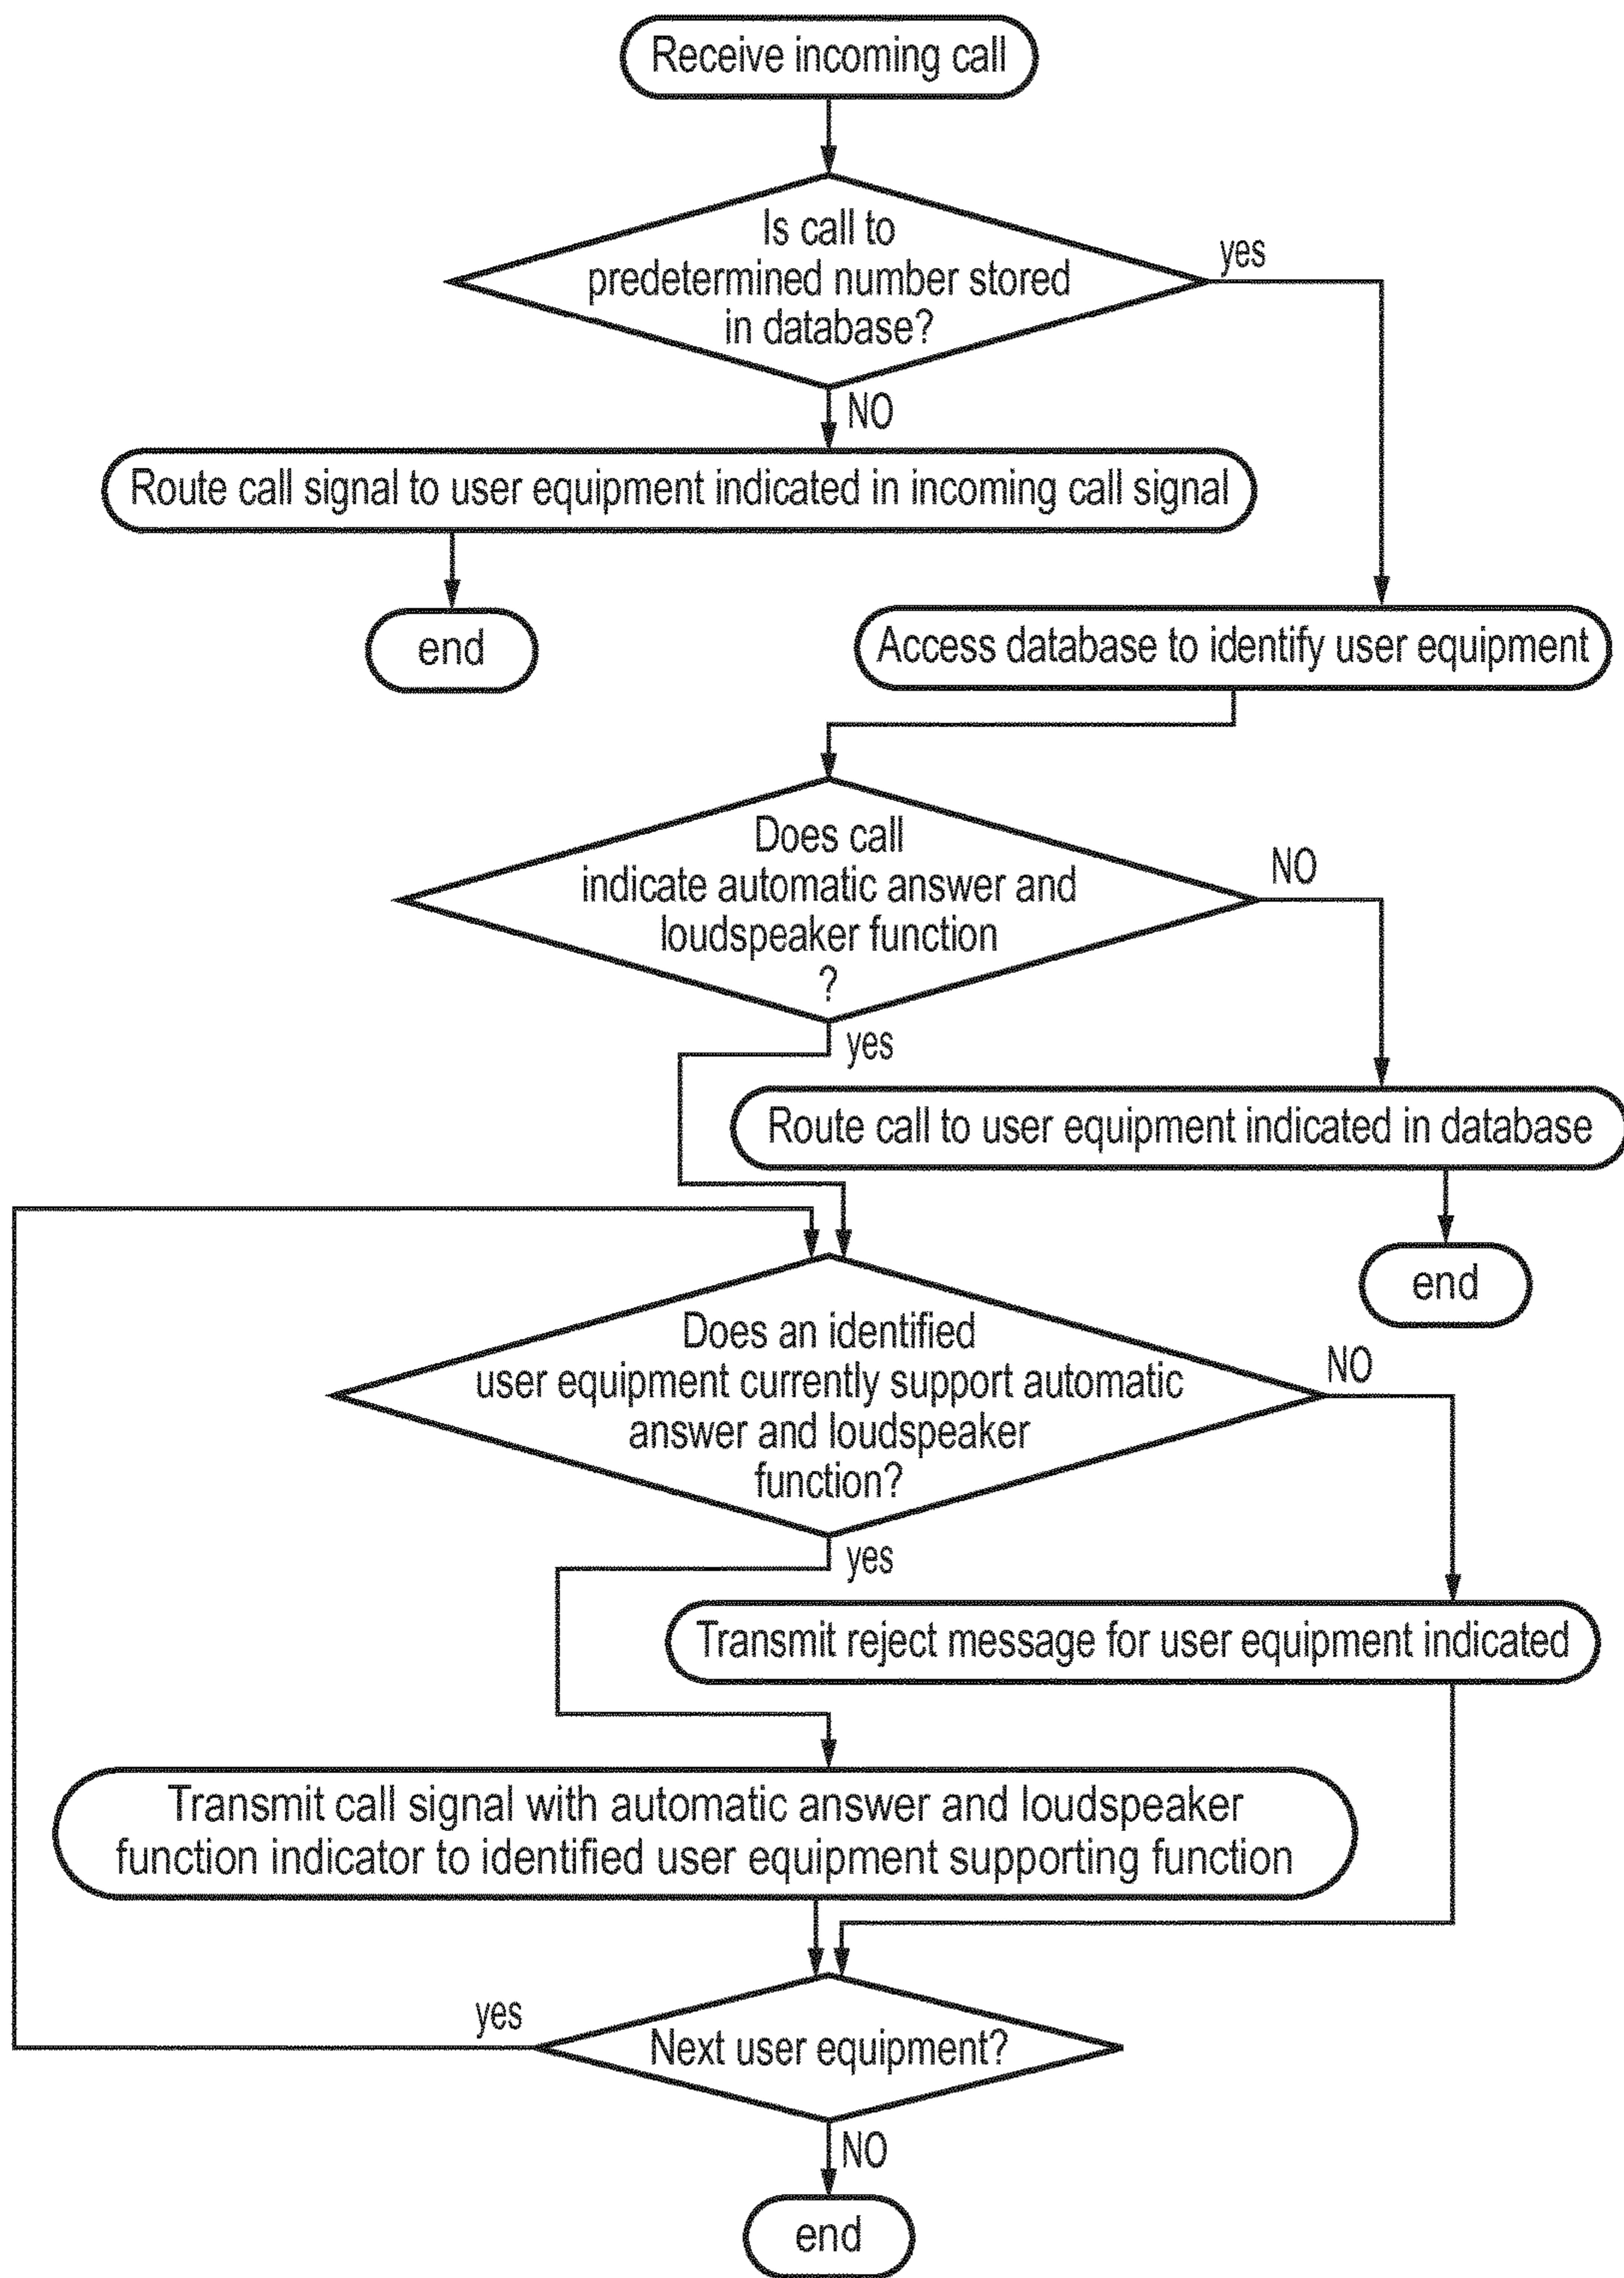 Receive incoming call
Is call to
predetermined number stored
in database?
yes
NO
Route call signal to user equipment indicated in incoming call signal
end
Access database to identify user equipment
Does call
indicate automatic answer and
loudspeaker function
?
NO
yes
Route call to user equipment indicated in database
end
Does an identified
user equipment currently support automatic
answer and loudspeaker
function?
NO
yes
Transmit reject message for user equipment indicated
Transmit call signal with automatic answer and loudspeaker
function indicator to identified user equipment supporting function
yes
Next user equipment?
NO
end